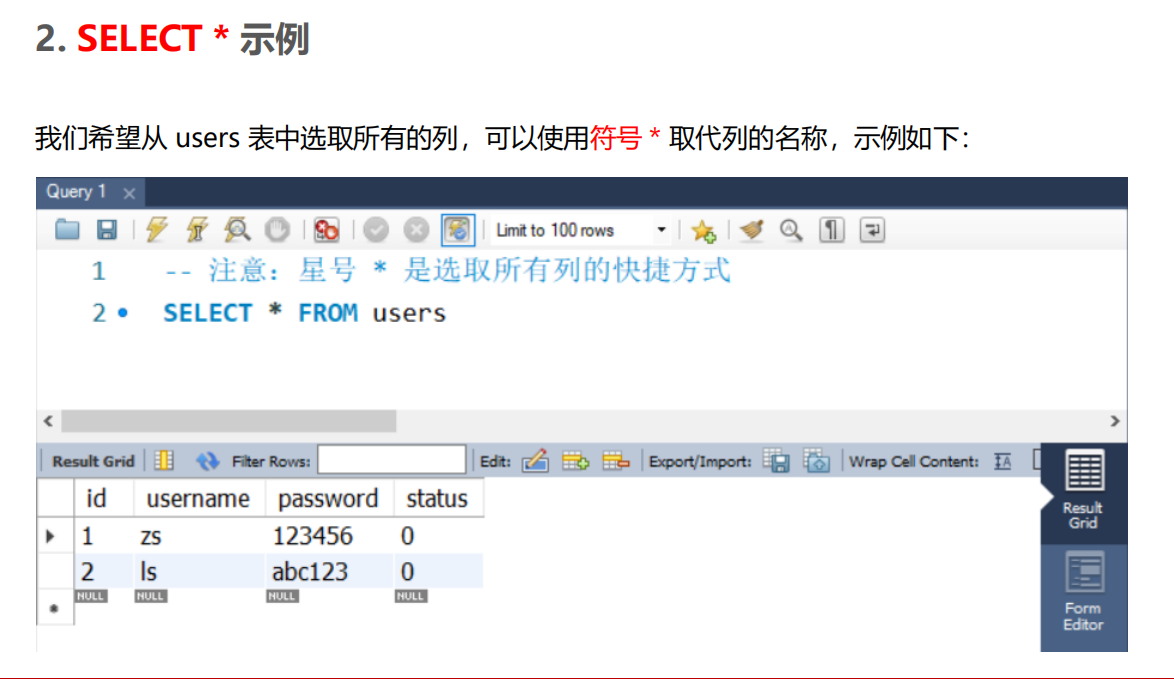 2. SELECT * 示例
我们希望从 users 表中选取所有的列，可以使用符号 * 取代列的名称，示例如下：
Query 1
Limit to 100 rows
1 -- 注意：星号 * 是选取所有列的快捷方式
2 SELECT * FROM users
Result Grid Filter Rows: Edit: Export/Import: Wrap Cell Content:
id username password status
1 zs 123456 0
2 ls abc123 0
NULL NULL NULL NULL
Result
Grid
Form
Editor